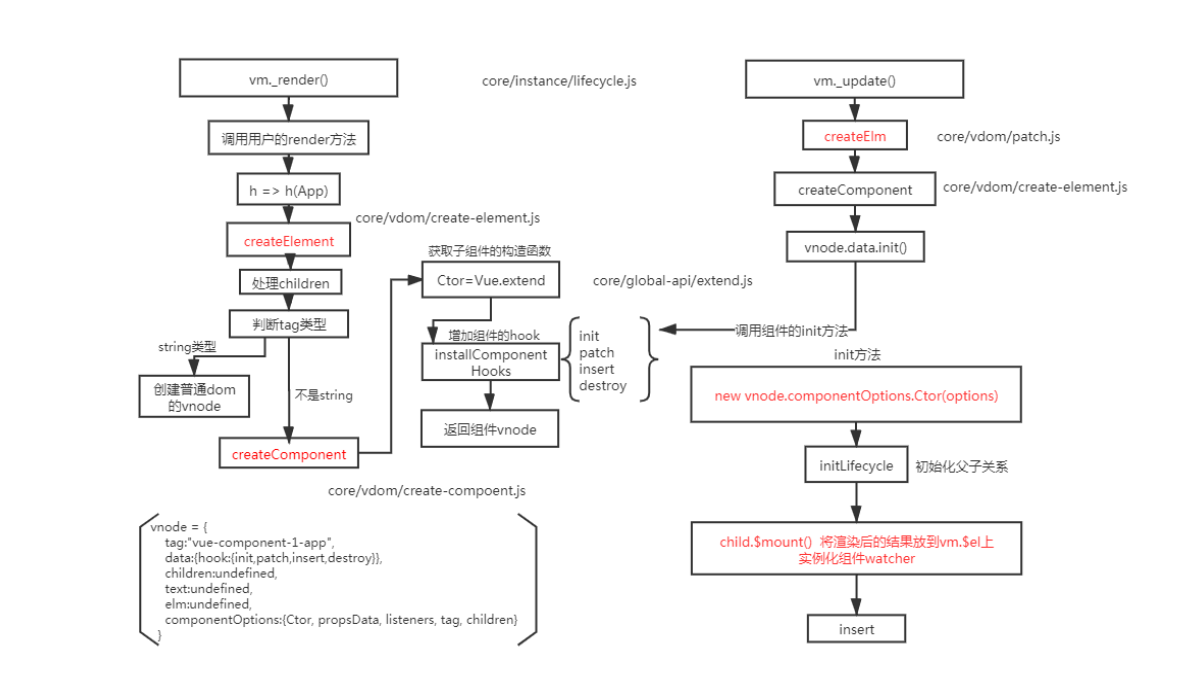 vm._render()
调用用户的render方法
h => h(App)
core/vdom/create-element.js
createElement
处理children
判断tag类型
string类型
创建普通dom
的vnode
不是string
createComponent
core/vdom/create-compoent.js
core/instance/lifecycle.js
获取子组件的构造函数
Ctor=Vue.extend
core/global-api/extend.js
增加组件的hook
installComponent
Hooks
init
patch
insert
destroy
返回组件vnode
vnode = {
tag:"vue-component-1-app",
data:{hook:{init,patch,insert,destroy}},
children:undefined,
text:undefined,
elm:undefined,
componentOptions:{Ctor, propsData, listeners, tag, children}
}
vm._update()
createElm
core/vdom/patch.js
createComponent
core/vdom/create-element.js
vnode.data.init()
调用组件的init方法
init方法
new vnode.componentOptions.Ctor(options)
initLifecycle
初始化父子关系
child.$mount() 将渲染后的结果放到vm.$el上
实例化组件watcher
insert